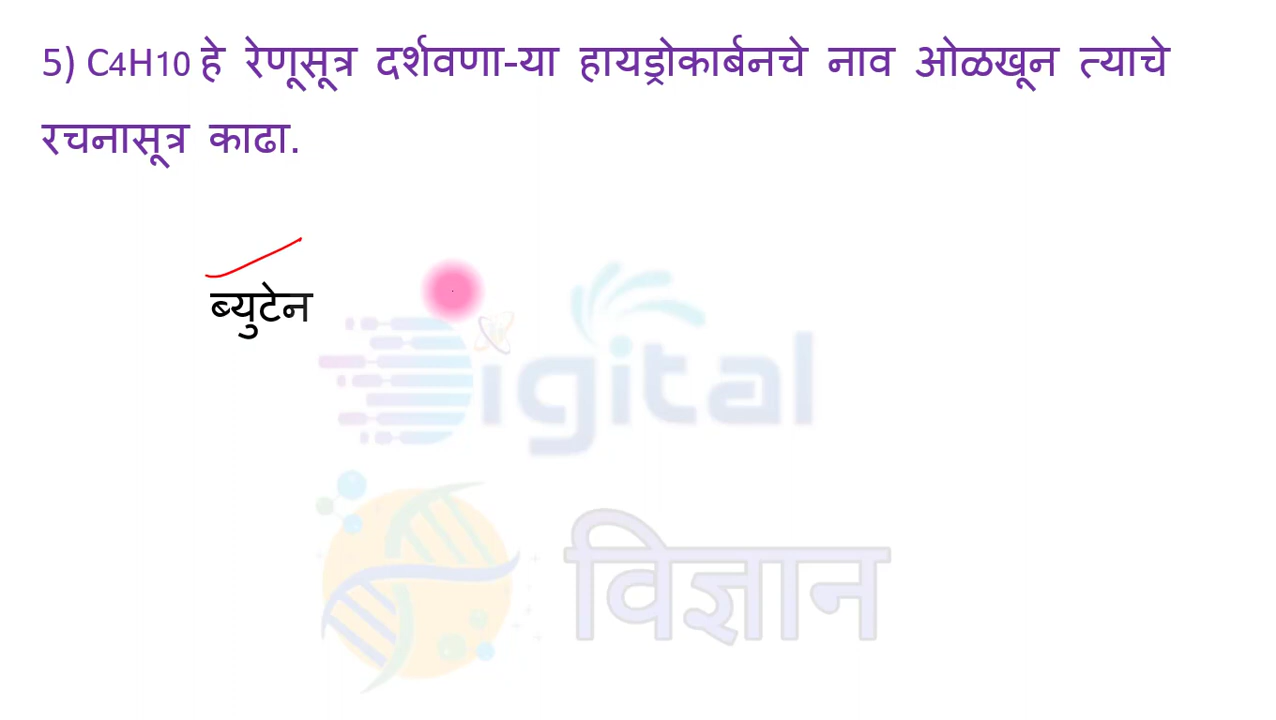 5) C4H10 हे रेणूसूत्र दर्शवणा-या हायड्रोकार्बनचे नाव ओळखून त्याचे
रचनासूत्र काढा.
ब्युटेन
Digital
विज्ञान